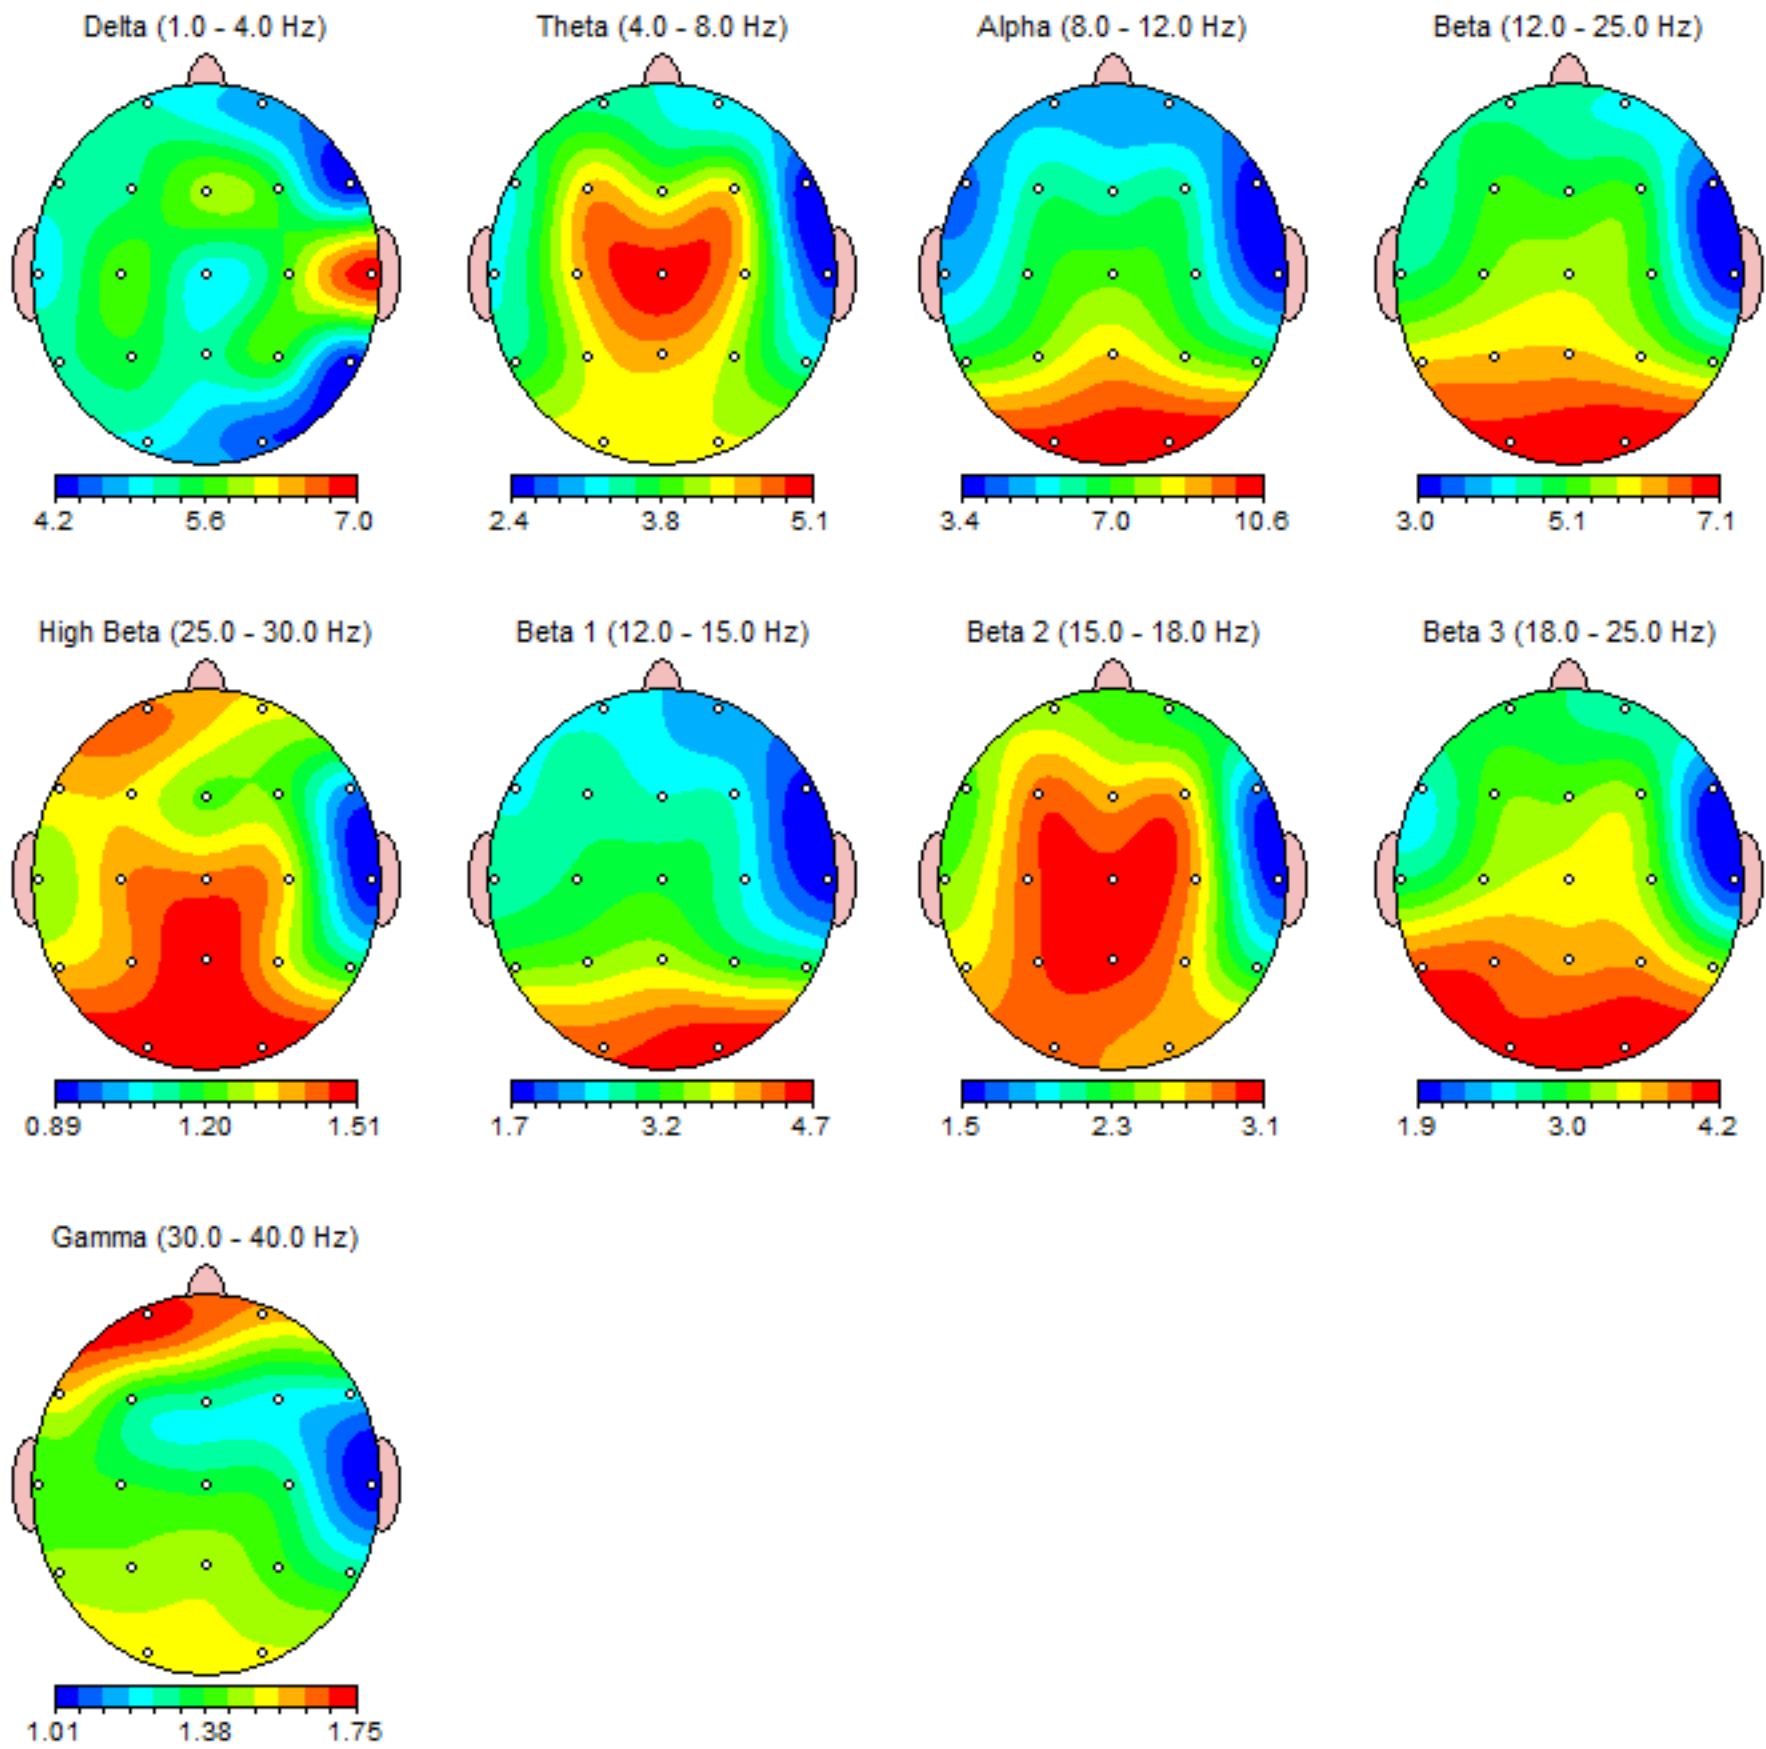 Delta (1.0 - 4.0 Hz) Theta (4.0 - 8.0 Hz) Alpha (8.0 - 12.0 Hz) Beta (12.0 - 25.0 Hz)
4.2 5.6 7.0 2.4 3.8 5.1 3.4 7.0 10.6 3.0 5.1 7.1
High Beta (25.0 - 30.0 Hz) Beta 1 (12.0 - 15.0 Hz) Beta 2 (15.0 - 18.0 Hz) Beta 3 (18.0 - 25.0 Hz)
0.89 1.20 1.51 1.7 3.2 4.7 1.5 2.3 3.1 1.9 3.0 4.2
Gamma (30.0 - 40.0 Hz)
1.01 1.38 1.75